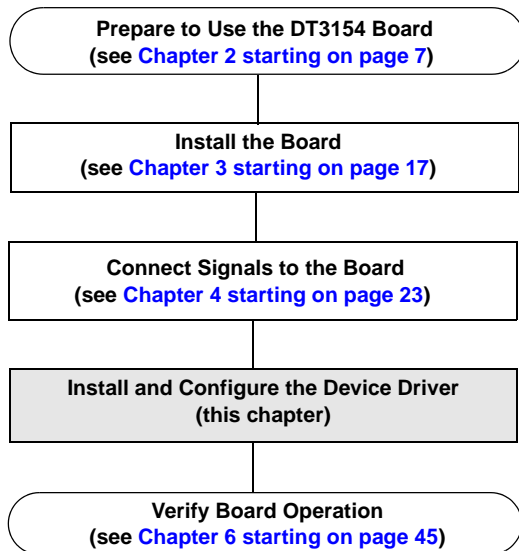 Prepare to Use the DT3154 Board
(see Chapter 2 starting on page 7)
Install the Board
(see Chapter 3 starting on page 17)
Connect Signals to the Board
(see Chapter 4 starting on page 23)
Install and Configure the Device Driver
(this chapter)
Verify Board Operation
(see Chapter 6 starting on page 45)